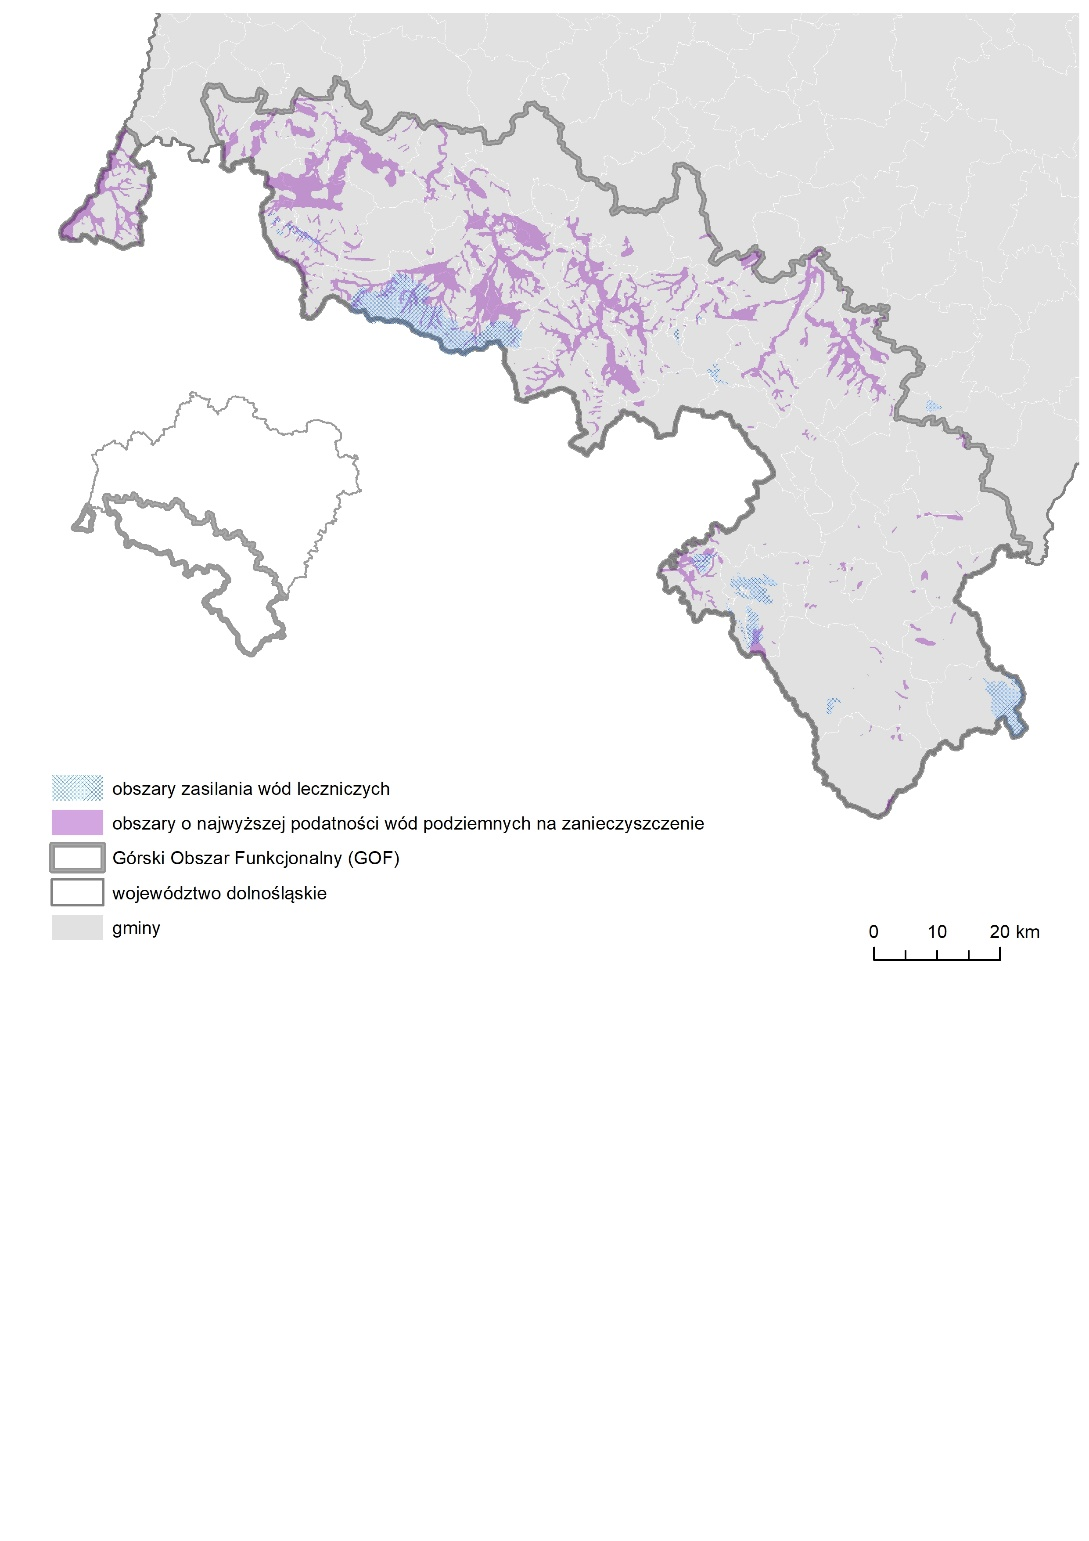 obszary zasilania wód leczniczych
obszary o najwyższej podatności wód podziemnych na zanieczyszczenie
Górski Obszar Funkcjonalny (GOF)
województwo dolnośląskie
gminy
0 10 20 km